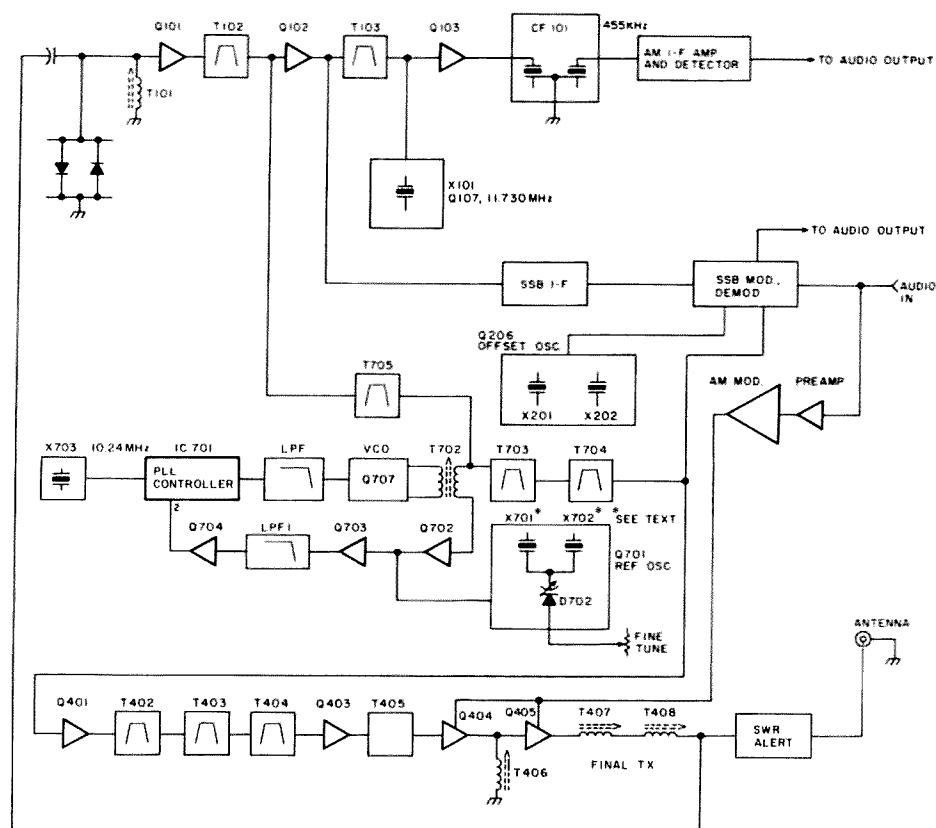 Q101 T102 Q102 T103 Q103 CF 101 455KHz
AM I-F AMP
AND DETECTOR
TO AUDIO OUTPUT
T101
X101
Q107, 11.730MHz
TO AUDIO OUTPUT
SSB I-F
SSB MOD.,
DEMOD
AUDIO
IN
Q206
OFFSET OSC
X201 X202
T705
AM MOD. PREAMP
X703 10.24MHz IC 701 LPF VCO T702 T703 T704
PLL
CONTROLLER
Q707
2
Q704 LPF1 Q703 Q702
X701* X702* *SEE TEXT
Q701
REF OSC
D702
FINE
TUNE
ANTENNA
Q401 T402 T403 T404 Q403 T405 Q404 Q405 T407 T408
SWR
ALERT
T406
FINAL TX